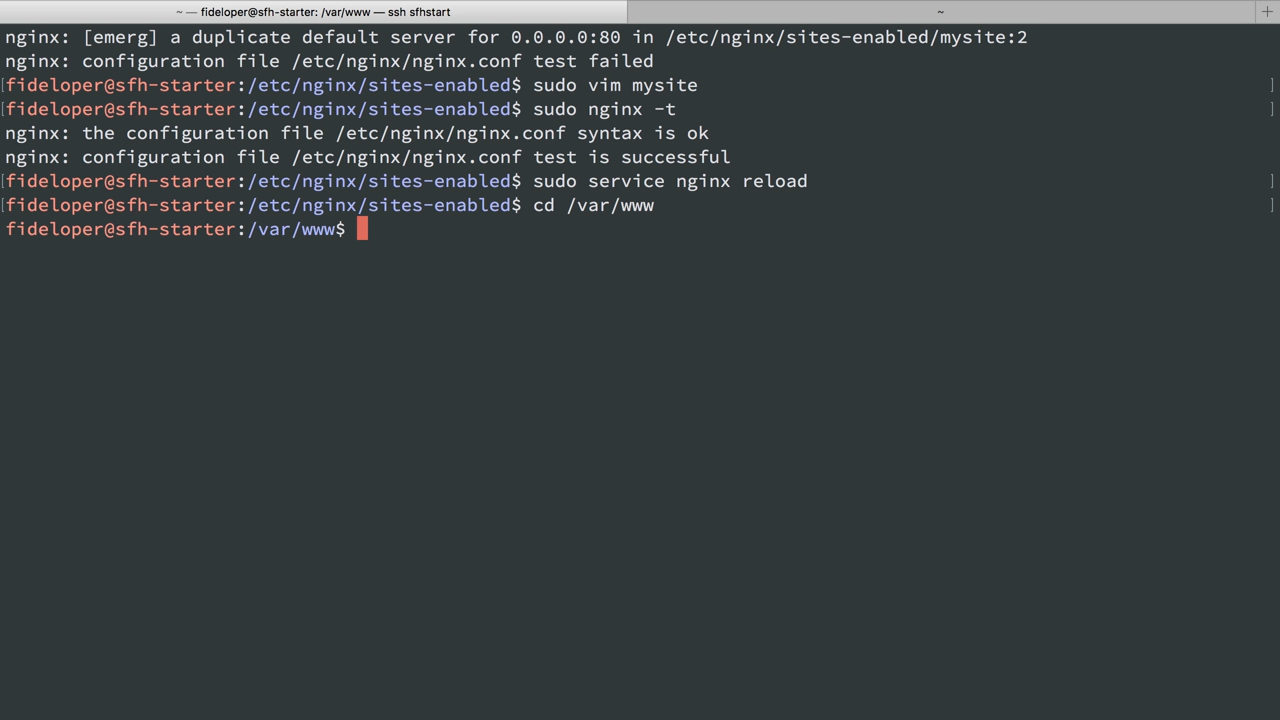 ~ — fideloper@sfh-starter: /var/www — ssh sfhstart
~
+
nginx: [emerg] a duplicate default server for 0.0.0.0:80 in /etc/nginx/sites-enabled/mysite:2
nginx: configuration file /etc/nginx/nginx.conf test failed
[fideloper@sfh-starter:/etc/nginx/sites-enabled$ sudo vim mysite ]
[fideloper@sfh-starter:/etc/nginx/sites-enabled$ sudo nginx -t ]
nginx: the configuration file /etc/nginx/nginx.conf syntax is ok
nginx: configuration file /etc/nginx/nginx.conf test is successful
[fideloper@sfh-starter:/etc/nginx/sites-enabled$ sudo service nginx reload ]
[fideloper@sfh-starter:/etc/nginx/sites-enabled$ cd /var/www ]
fideloper@sfh-starter:/var/www$